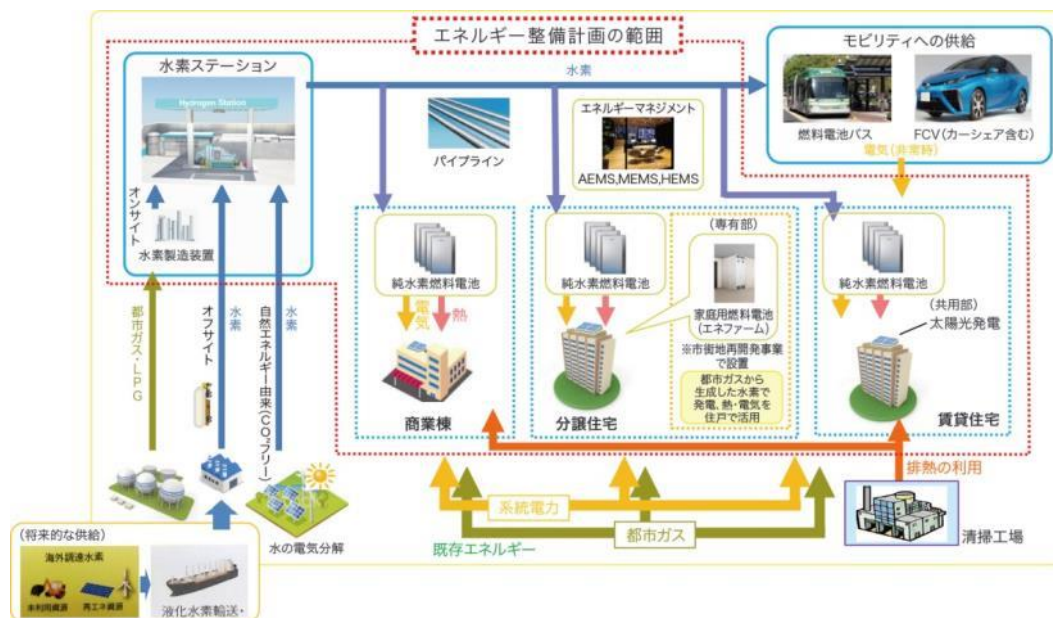 エネルギー整備計画の範囲
水素ステーション
Hydrogen Station
オンサイト
水素製造装置
水素
パイプライン
エネルギーマネジメント
AEMS,MEMS,HEMS
モビリティへの供給
燃料電池バス
FCV(カーシェア含む)
電気(非常時)
純水素燃料電池
電気
熱
商業棟
純水素燃料電池
分譲住宅
(専有部)
家庭用燃料電池
(エネファーム)
※市街地再開発事業
で設置
都市ガスから
生成した水素で
発電、熱・電気を
住戸で活用
純水素燃料電池
(共用部)
太陽光発電
賃貸住宅
都市ガス・LPG
オフサイト
水素
自然エネルギー由来(CO²フリー)
水素
水の電気分解
排熱の利用
清掃工場
系統電力
都市ガス
既存エネルギー
(将来的な供給)
海外調達水素
未利用資源
再エネ資源
液化水素輸送・